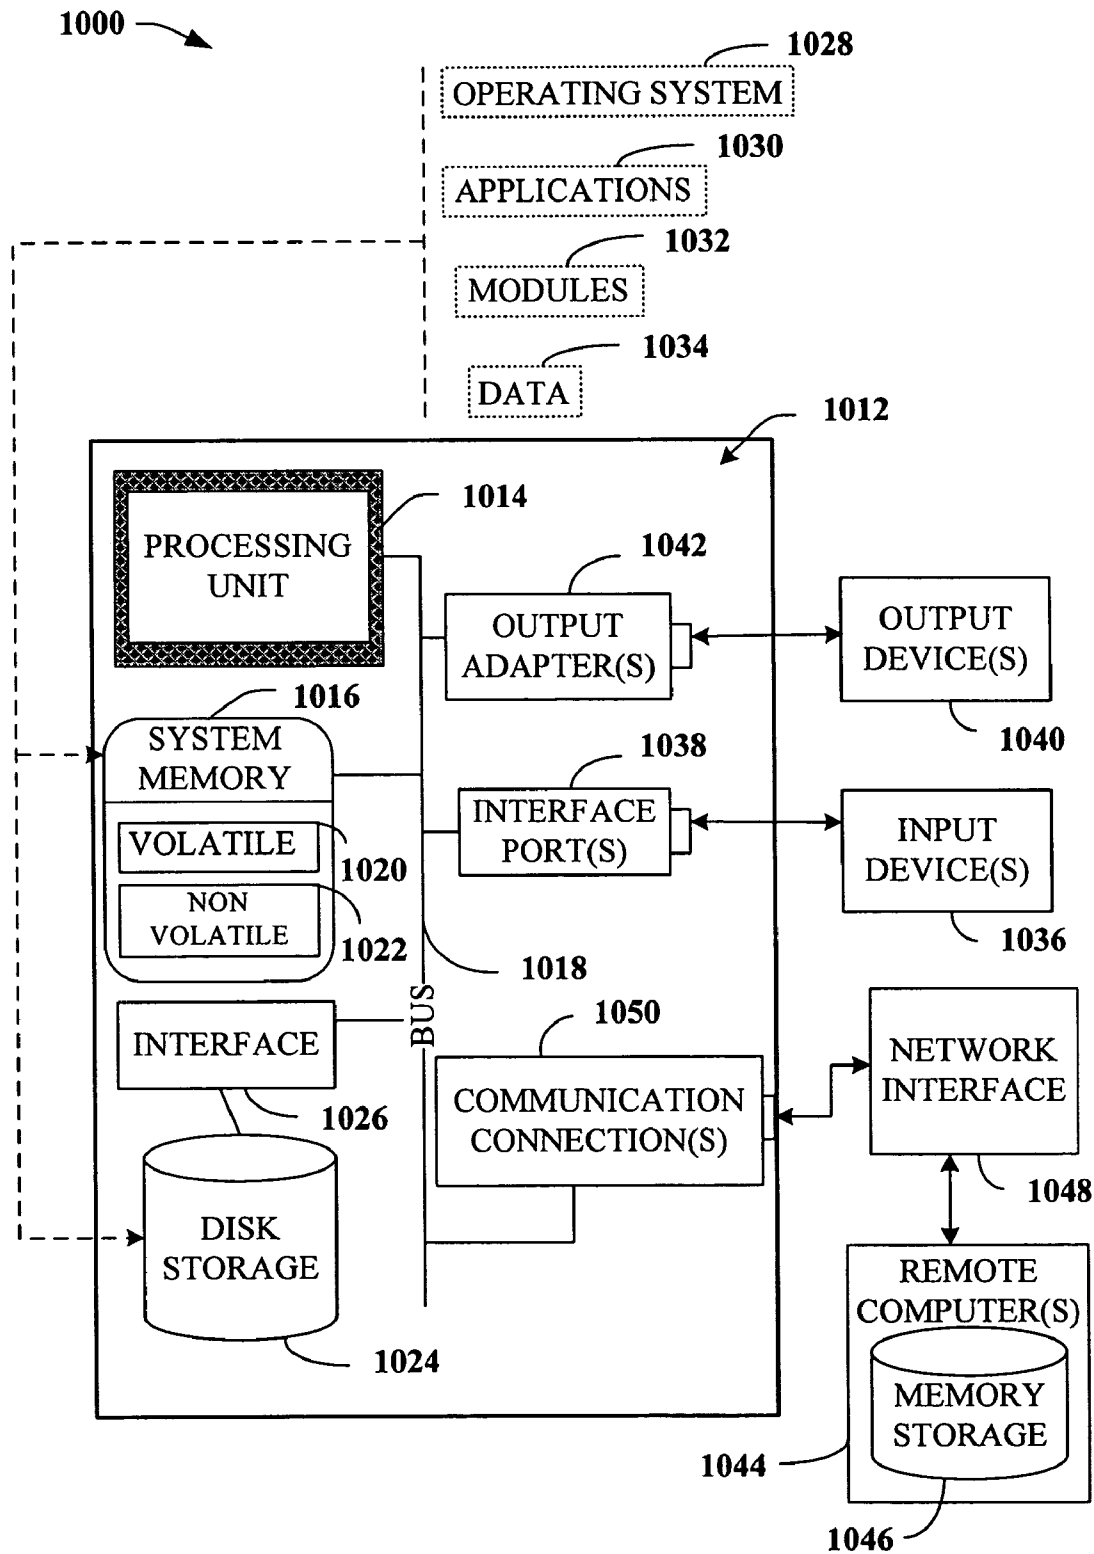 1000
1028
OPERATING SYSTEM
1030
APPLICATIONS
1032
MODULES
1034
DATA
1012
1014
PROCESSING
UNIT
1042
OUTPUT
ADAPTER(S)
OUTPUT
DEVICE(S)
1040
1016
SYSTEM
MEMORY
VOLATILE
1020
NON
VOLATILE
1022
1038
INTERFACE
PORT(S)
INPUT
DEVICE(S)
1036
1018
BUS
INTERFACE
1026
1050
COMMUNICATION
CONNECTION(S)
NETWORK
INTERFACE
1048
DISK
STORAGE
1024
REMOTE
COMPUTER(S)
MEMORY
STORAGE
1044
1046